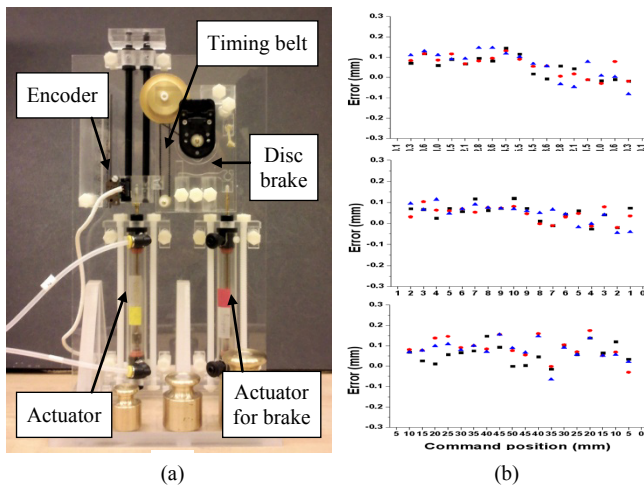 Timing belt
Encoder
Disc
brake
Actuator
Actuator
for brake
(a)
(b)
Error (mm)
0.3
0.2
0.1
0.0
-0.1
-0.2
-0.3
Error (mm)
0.3
0.2
0.1
0.0
-0.1
-0.2
-0.3
1 2 3 4 5 6 7 8 9 10 9 8 7 6 5 4 3 2 1 0
Error (mm)
0.3
0.2
0.1
0.0
-0.1
-0.2
-0.3
5 10 15 20 25 30 35 40 45 50 45 40 35 30 25 20 15 10 5 0
Command position (mm)